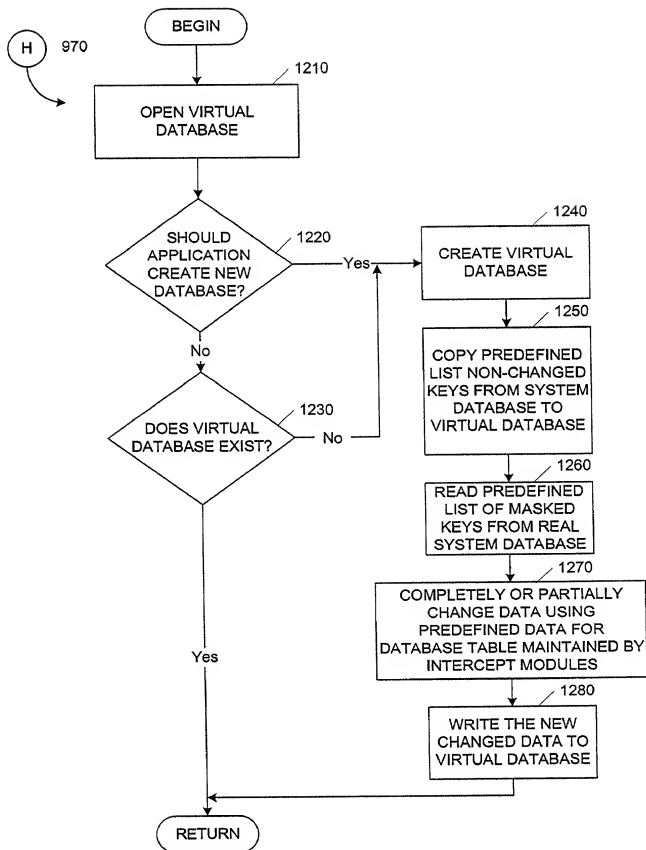 BEGIN
H
970
1210
OPEN VIRTUAL
DATABASE
SHOULD
APPLICATION
CREATE NEW
DATABASE?
1220
Yes
1240
CREATE VIRTUAL
DATABASE
No
1250
COPY PREDEFINED
LIST NON-CHANGED
KEYS FROM SYSTEM
DATABASE TO
VIRTUAL DATABASE
DOES VIRTUAL
DATABASE EXIST?
1230
No
1260
READ PREDEFINED
LIST OF MASKED
KEYS FROM REAL
SYSTEM DATABASE
1270
COMPLETELY OR PARTIALLY
CHANGE DATA USING
PREDEFINED DATA FOR
DATABASE TABLE MAINTAINED BY
INTERCEPT MODULES
Yes
1280
WRITE THE NEW
CHANGED DATA TO
VIRTUAL DATABASE
RETURN